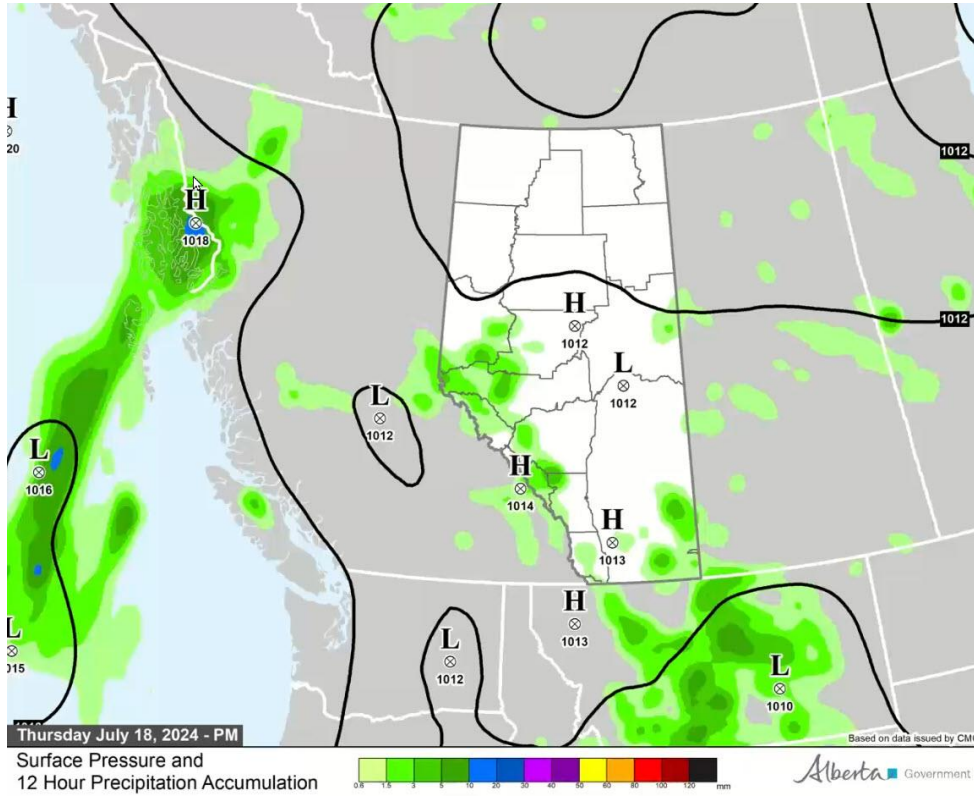 H
20
1012
H
1018
H
1012
1012
L
1012
L
1012
L
1016
H
1014
H
1013
H
1013
L
015
L
1012
L
1010
Thursday July 18, 2024 - PM
Based on data issued by CM
Surface Pressure and
12 Hour Precipitation Accumulation
0.6 1.5 3 5 10 20 30 40 50 60 80 100 120 mm
Alberta Government